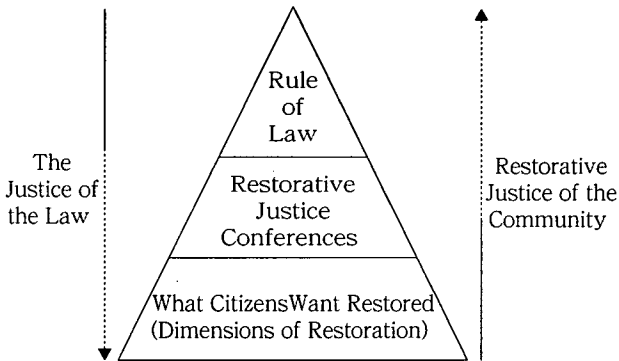 Rule
of
Law
The
Justice of
the Law
Restorative
Justice
Conferences
Restorative
Justice of the
Community
What CitizensWant Restored
(Dimensions of Restoration)